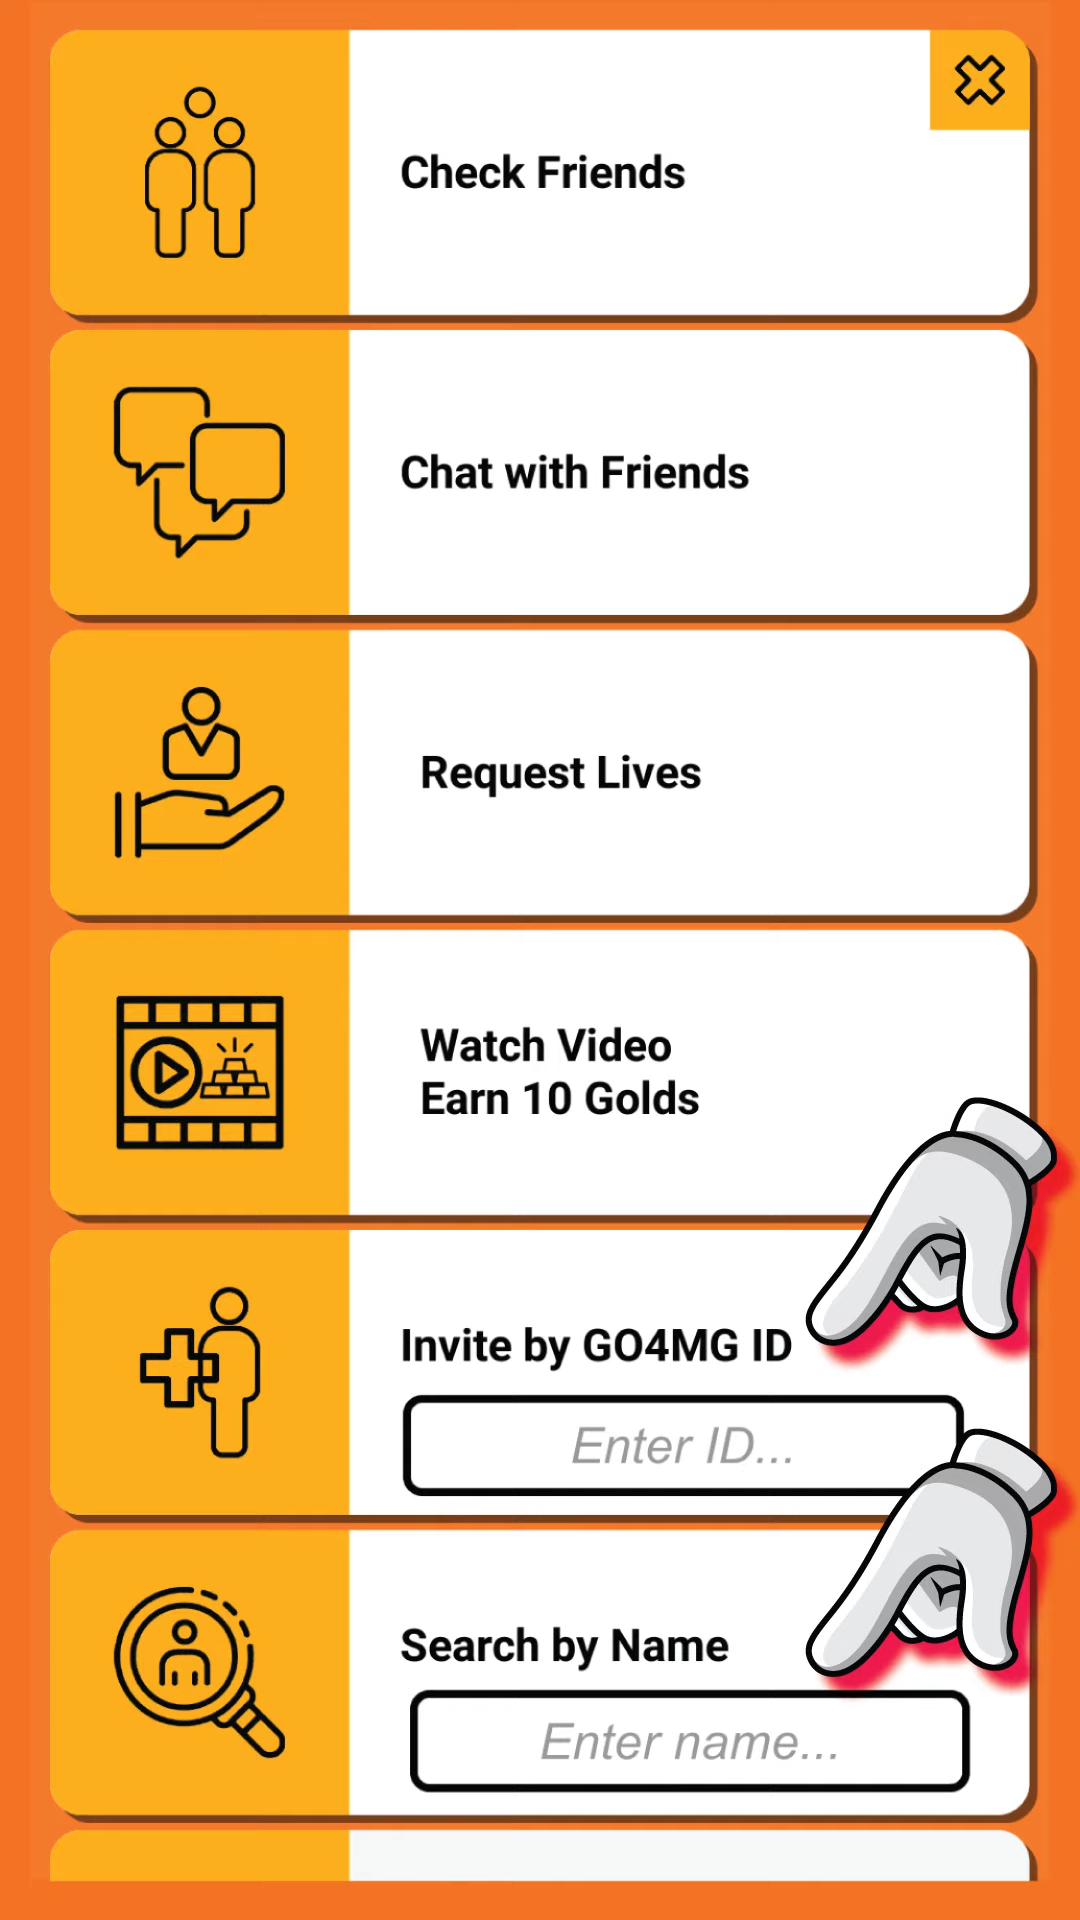 Check Friends
Chat with Friends
Request Lives
Watch Video
Earn 10 Golds
Invite by GO4MG ID
Enter ID...
Search by Name
Enter name...